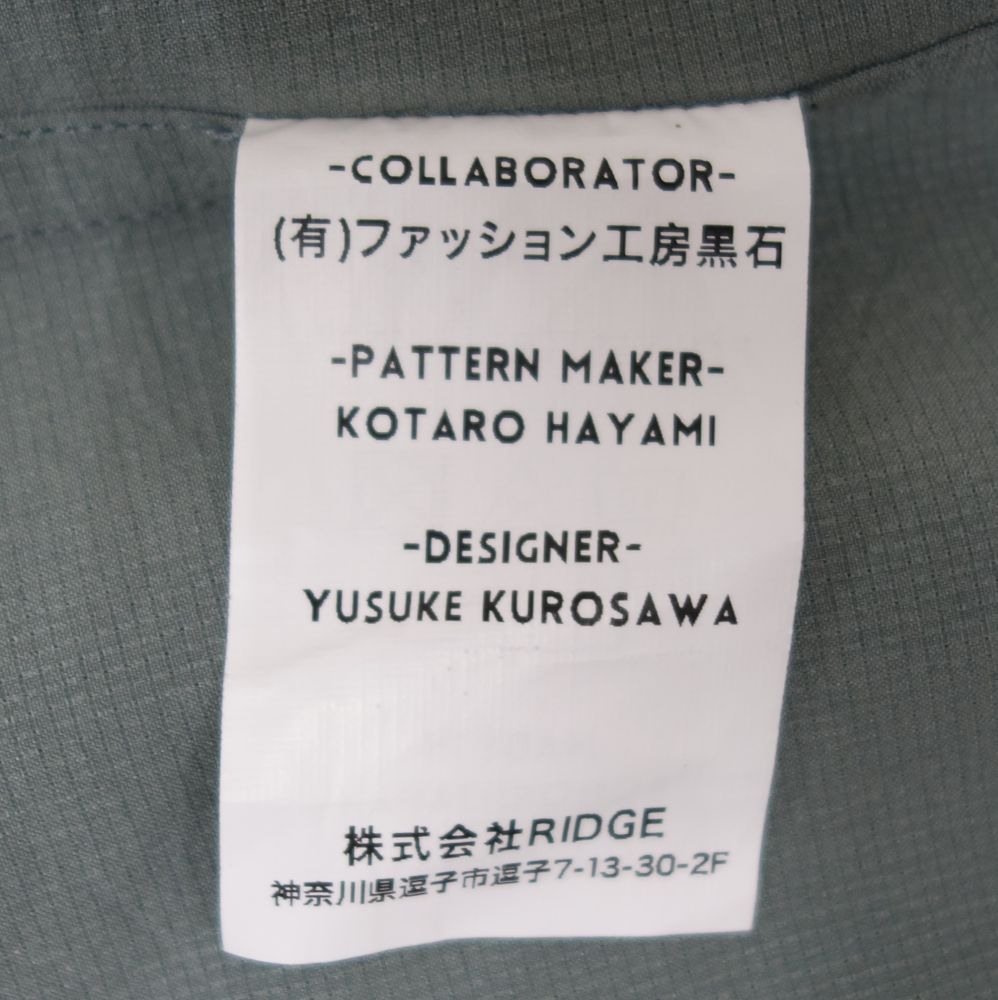 -COLLABORATOR-
(有)ファッション工房黒石
-PATTERN MAKER-
KOTARO HAYAMI
-DESIGNER-
YUSUKE KUROSAWA
株式会社RIDGE
神奈川県逗子市逗子7-13-30-2F